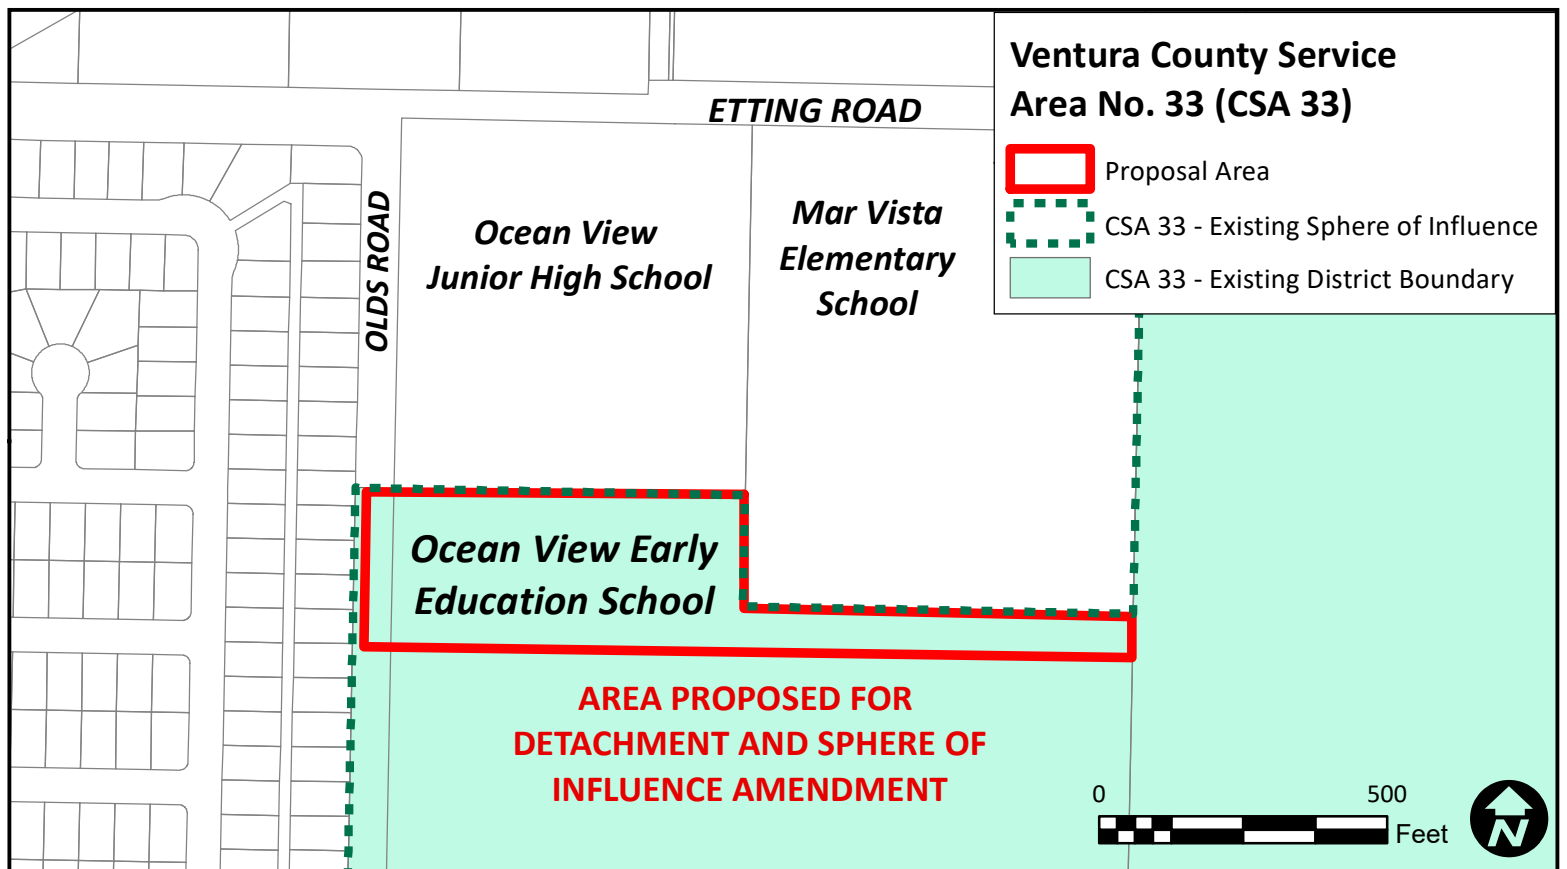 Ventura County Service
Area No. 33 (CSA 33)
Proposal Area
CSA 33 - Existing Sphere of Influence
CSA 33 - Existing District Boundary
ETTING ROAD
OLDS ROAD
Ocean View
Junior High School
Mar Vista
Elementary
School
Ocean View Early
Education School
AREA PROPOSED FOR
DETACHMENT AND SPHERE OF
INFLUENCE AMENDMENT
0 500
Feet
N